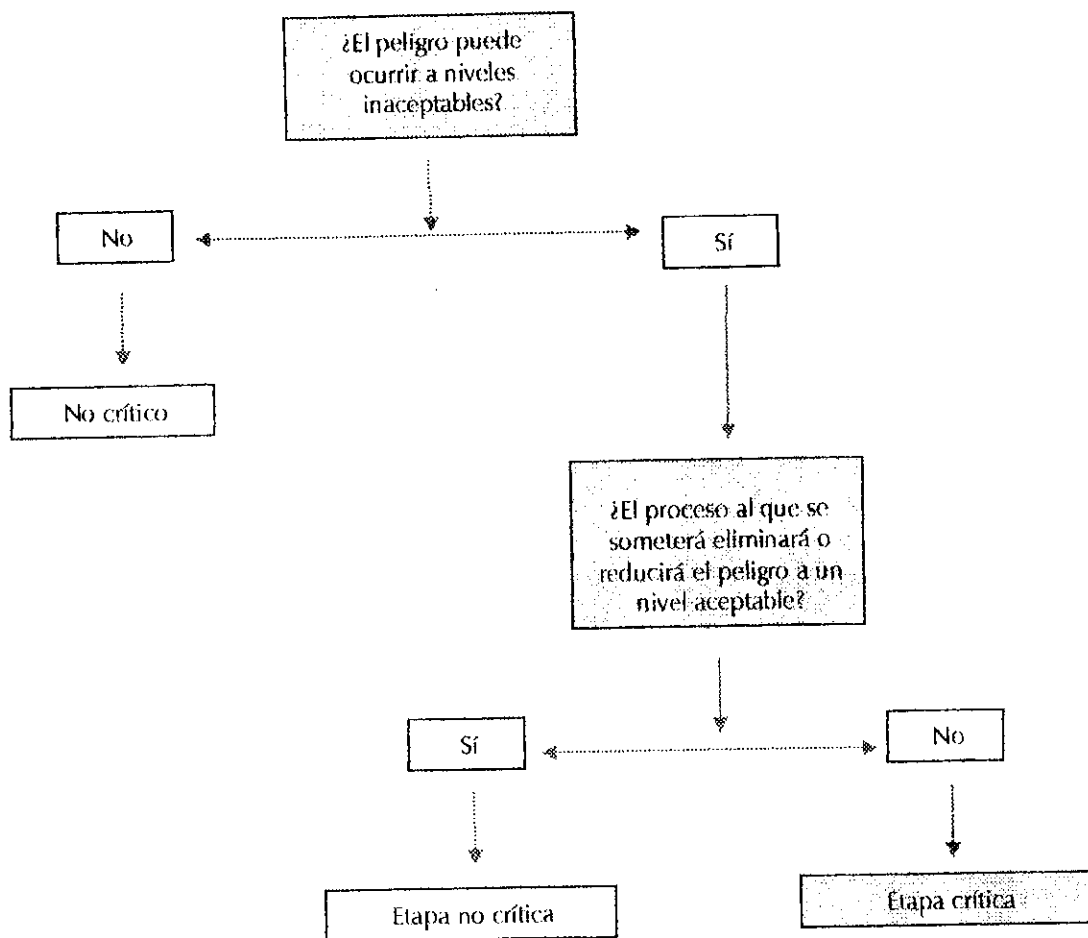 ¿El peligro puede
ocurrir a niveles
inaceptables?
No
Sí
No crítico
¿El proceso al que se
someterá eliminará o
reducirá el peligro a un
nivel aceptable?
Sí
No
Etapa no crítica
Etapa crítica